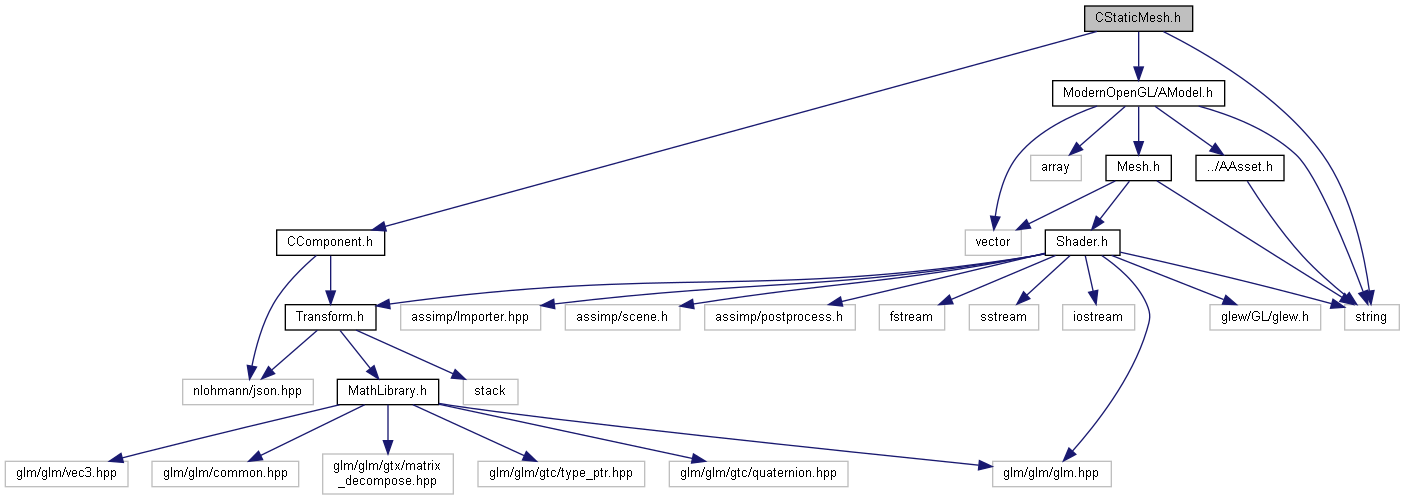 CStaticMesh.h
ModernOpenGL/AModel.h
array
Mesh.h
../AAsset.h
CComponent.h
vector
Shader.h
Transform.h
assimp/Importer.hpp
assimp/scene.h
assimp/postprocess.h
fstream
sstream
iostream
glew/GL/glew.h
string
nlohmann/json.hpp
MathLibrary.h
stack
glm/glm/vec3.hpp
glm/glm/common.hpp
glm/glm/gtx/matrix
_decompose.hpp
glm/glm/gtc/type_ptr.hpp
glm/glm/gtc/quaternion.hpp
glm/glm/glm.hpp